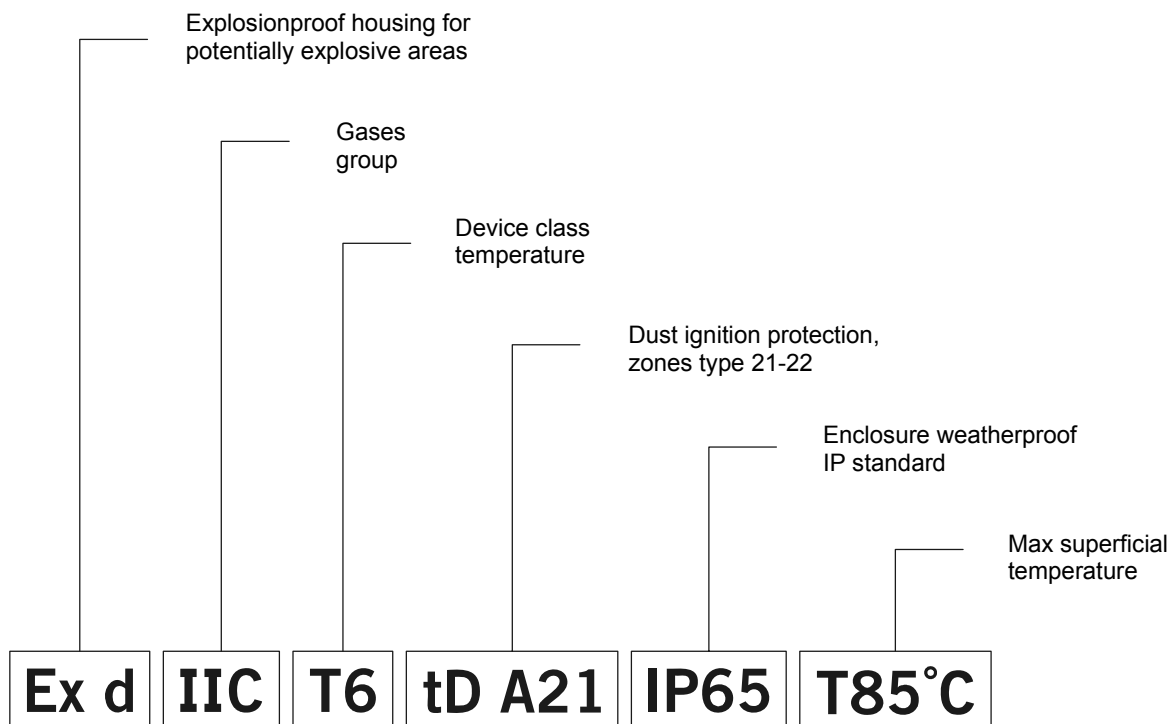 Explosionproof housing for
potentially explosive areas
Gases
group
Device class
temperature
Dust ignition protection,
zones type 21-22
Enclosure weatherproof
IP standard
Max superficial
temperature
Ex d IIC T6 tD A21 IP65 T85°C